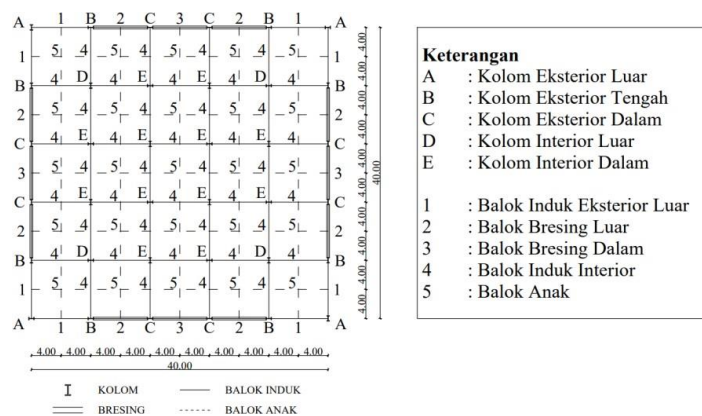 A 1 B 2 C 3 C 2 B 1 A
5 4 5 4 5 4 5 4 5
1 1
4 D 4 E 4 E 4 D 4
B B
5 4 5 4 5 4 5 4 5
2 2
4 E 4 E 4 E 4 E 4
C C
5 4 5 4 5 4 5 4 5
3 3
4 E 4 E 4 E 4 E 4
C C
5 4 5 4 5 4 5 4 5
2 2
4 D 4 E 4 E 4 D 4
B B
5 4 5 4 5 4 5 4 5
1 1
A 1 B 2 C 3 C 2 B 1 A
4.00 4.00 4.00 4.00 4.00 4.00 4.00 4.00 4.00 4.00
40.00
4.00 4.00 4.00 4.00 4.00 4.00 4.00 4.00 4.00 4.00
40.00
KOLOM BALOK INDUK
BRESING BALOK ANAK
Keterangan
A : Kolom Eksterior Luar
B : Kolom Eksterior Tengah
C : Kolom Eksterior Dalam
D : Kolom Interior Luar
E : Kolom Interior Dalam
1 : Balok Induk Eksterior Luar
2 : Balok Bresing Luar
3 : Balok Bresing Dalam
4 : Balok Induk Interior
5 : Balok Anak